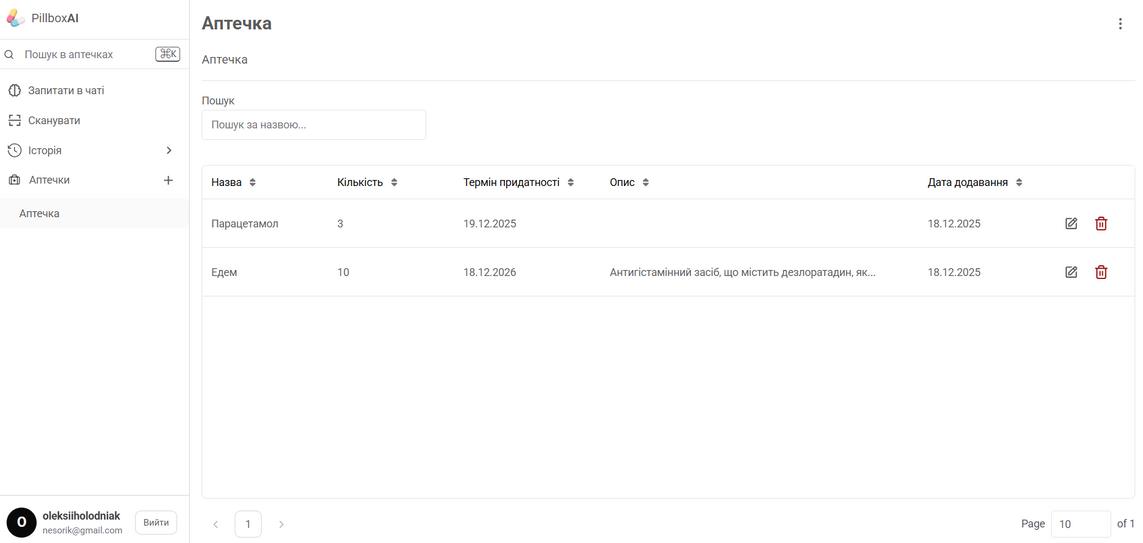 PillboxAI
Пошук в аптечках ⌘K
Запитати в чаті
Сканувати
Історія
Аптечки
Аптечка
oleksiiholodniak
nesorik@gmail.com
Вийти
O
Аптечка
Аптечка
Пошук
Пошук за назвою...
Назва Кількість Термін придатності Опис Дата додавання
Парацетамол 3 19.12.2025 18.12.2025
Едем 10 18.12.2026 Антигістамінний засіб, що містить дезлоратадин, як... 18.12.2025
1
Page 10 of 1